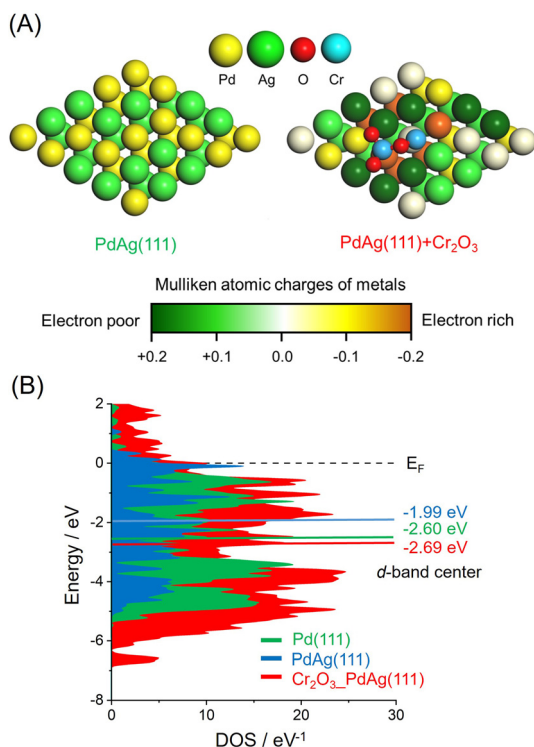 (A)
Pd Ag O Cr
PdAg(111) PdAg(111)+Cr₂O₃
Mulliken atomic charges of metals
Electron poor Electron rich
+0.2 +0.1 0.0 -0.1 -0.2
(B)
Energy / eV
2
0
-2
-4
-6
-8
E_F
-1.99 eV
-2.60 eV
-2.69 eV
d-band center
Pd(111)
PdAg(111)
Cr₂O₃_PdAg(111)
0 10 20 30
DOS / eV⁻¹